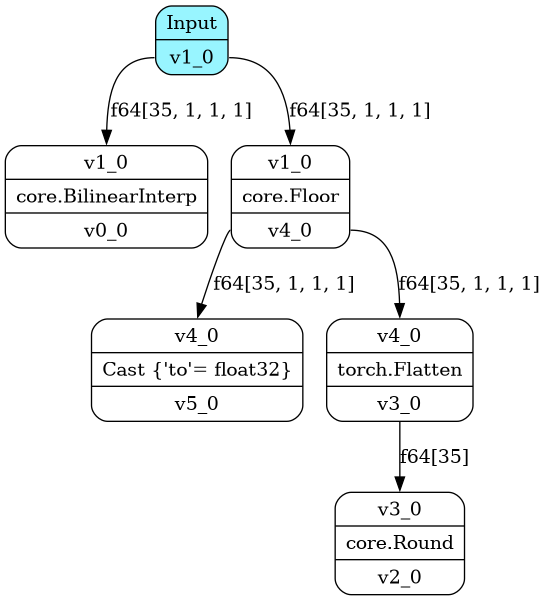 Input
v1_0
f64[35, 1, 1, 1]
f64[35, 1, 1, 1]
v1_0
core.BilinearInterp
v0_0
v1_0
core.Floor
v4_0
f64[35, 1, 1, 1]
f64[35, 1, 1, 1]
v4_0
Cast {'to'= float32}
v5_0
v4_0
torch.Flatten
v3_0
f64[35]
v3_0
core.Round
v2_0